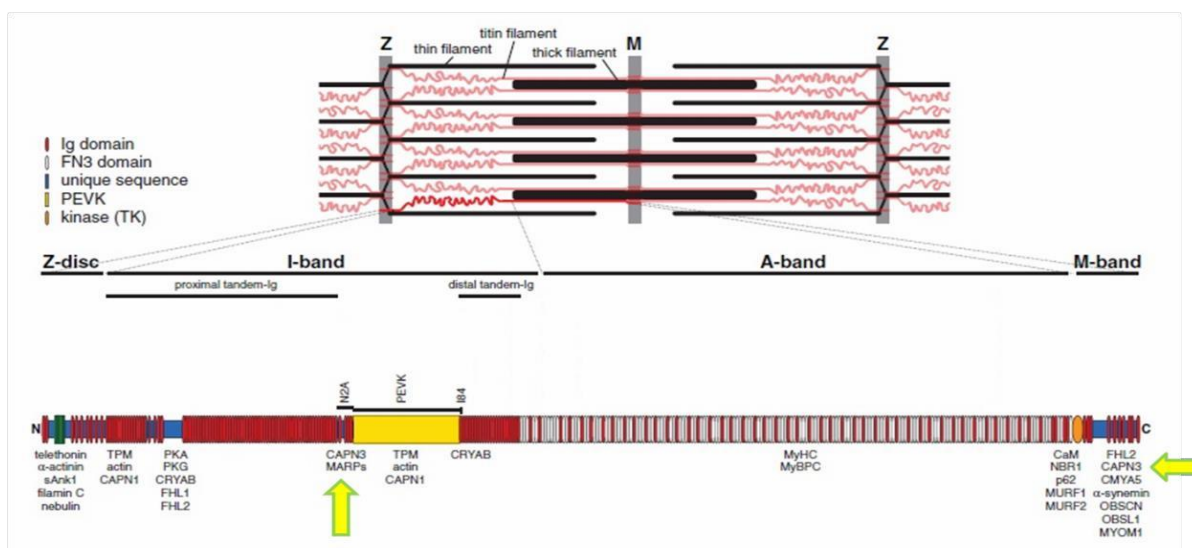 Z
M
Z
titin filament
thin filament
thick filament
Ig domain
FN3 domain
unique sequence
PEVK
kinase (TK)
Z-disc
I-band
A-band
M-band
proximal tandem-Ig
distal tandem-Ig
N2A
PEVK
I84
N
C
telethonin
α-actinin
sAnk1
filamin C
nebulin
TPM
actin
CAPN1
PKA
PKG
CRYAB
FHL1
FHL2
CAPN3
MARPs
TPM
actin
CAPN1
CRYAB
MyHC
MyBPC
CaM
NBR1
p62
MURF1
MURF2
FHL2
CAPN3
CMYA5
α-synemin
OBSCN
OBSL1
MYOM1